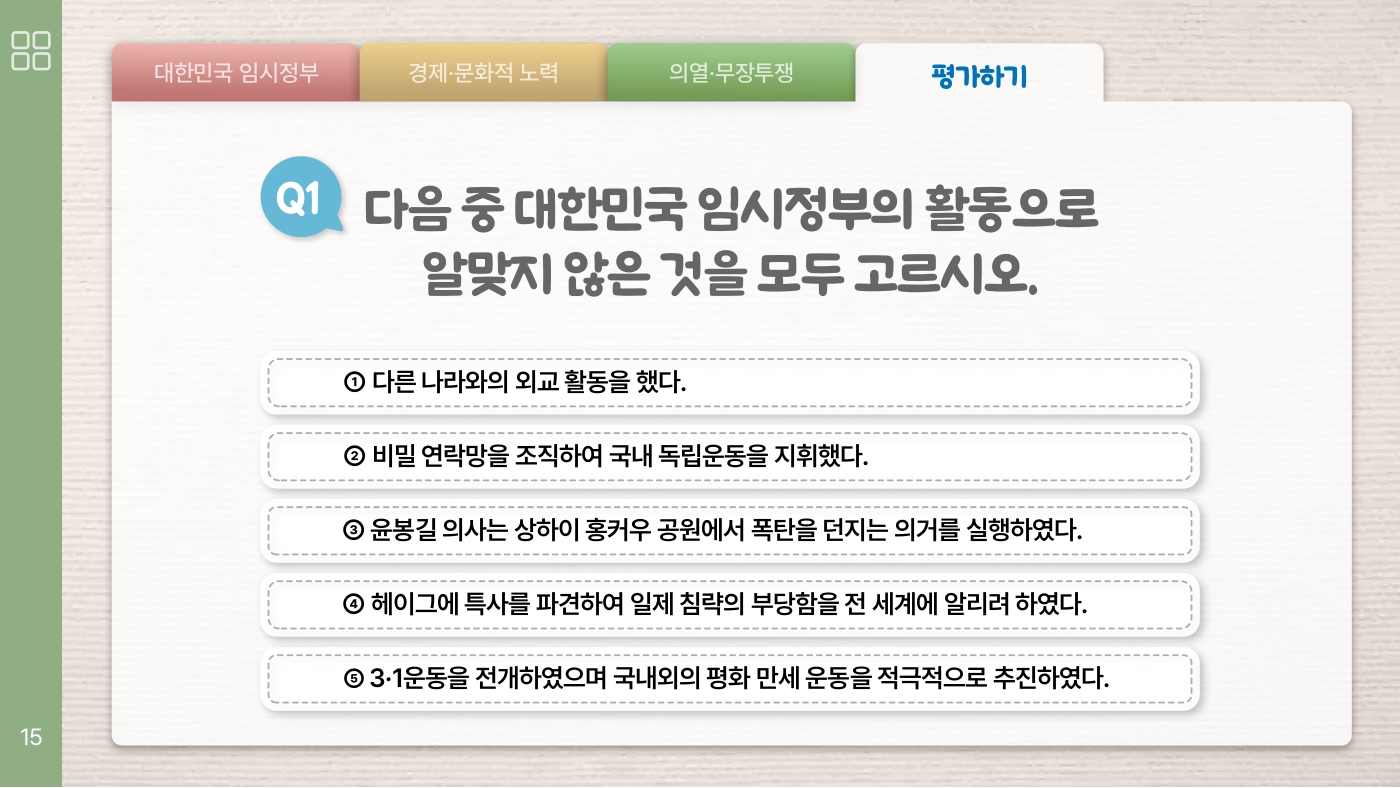 대한민국 임시정부
경제·문화적 노력
의열·무장투쟁
평가하기
Q1
다음 중 대한민국 임시정부의 활동으로
알맞지 않은 것을 모두 고르시오.
① 다른 나라와의 외교 활동을 했다.
② 비밀 연락망을 조직하여 국내 독립운동을 지휘했다.
③ 윤봉길 의사는 상하이 훙커우 공원에서 폭탄을 던지는 의거를 실행하였다.
④ 헤이그에 특사를 파견하여 일제 침략의 부당함을 전 세계에 알리려 하였다.
⑤ 3·1운동을 전개하였으며 국내외의 평화 만세 운동을 적극적으로 추진하였다.
15